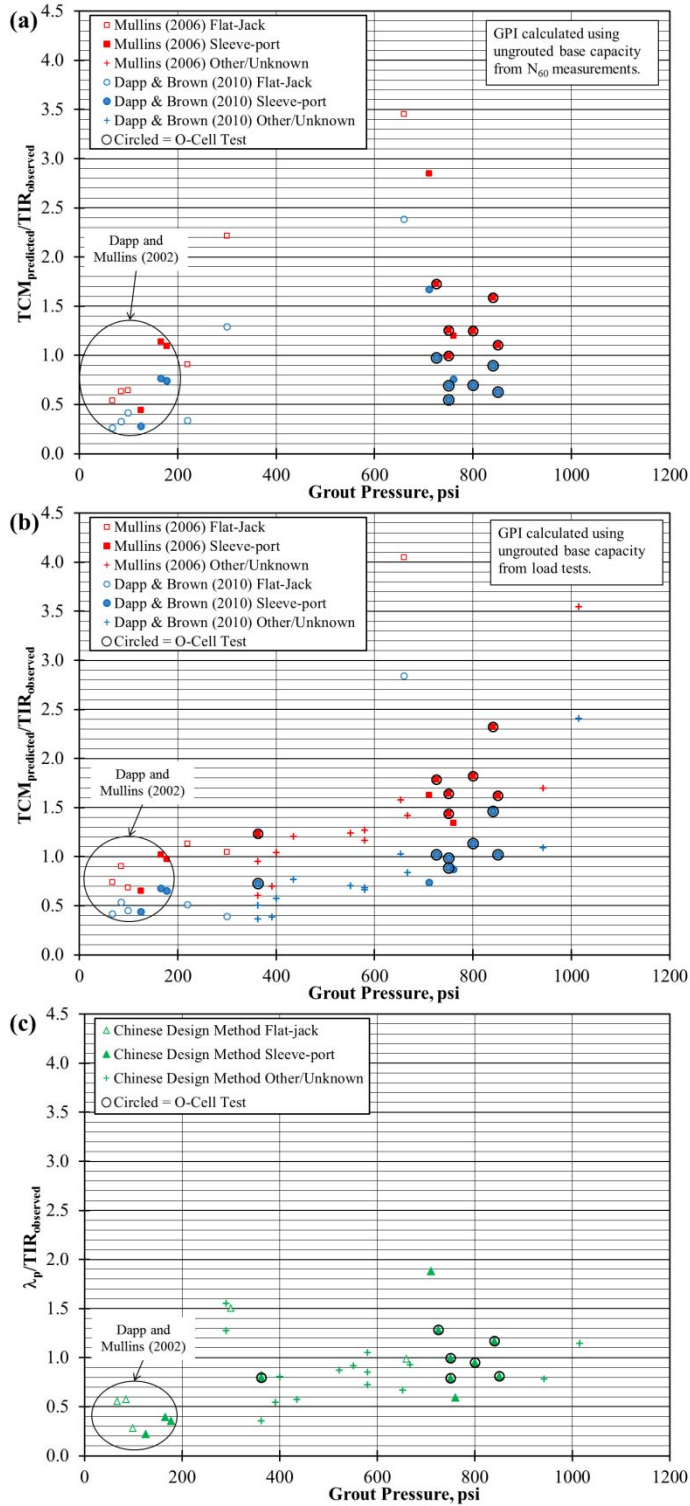 (a)
Mullins (2006) Flat-Jack
Mullins (2006) Sleeve-port
Mullins (2006) Other/Unknown
Dapp & Brown (2010) Flat-Jack
Dapp & Brown (2010) Sleeve-port
Dapp & Brown (2010) Other/Unknown
Circled = O-Cell Test
GPI calculated using
ungrouted base capacity
from N60 measurements.
Dapp and
Mullins (2002)
TCMpredicted/TIRobserved
4.5
4.0
3.5
3.0
2.5
2.0
1.5
1.0
0.5
0.0
0
200
400
600
800
1000
1200
Grout Pressure, psi
(b)
Mullins (2006) Flat-Jack
Mullins (2006) Sleeve-port
Mullins (2006) Other/Unknown
Dapp & Brown (2010) Flat-Jack
Dapp & Brown (2010) Sleeve-port
Dapp & Brown (2010) Other/Unknown
Circled = O-Cell Test
GPI calculated using
ungrouted base capacity
from load tests.
Dapp and
Mullins (2002)
TCMpredicted/TIRobserved
4.5
4.0
3.5
3.0
2.5
2.0
1.5
1.0
0.5
0.0
0
200
400
600
800
1000
1200
Grout Pressure, psi
(c)
Chinese Design Method Flat-jack
Chinese Design Method Sleeve-port
Chinese Design Method Other/Unknown
Circled = O-Cell Test
Dapp and
Mullins (2002)
λp/TIRobserved
4.5
4.0
3.5
3.0
2.5
2.0
1.5
1.0
0.5
0.0
0
200
400
600
800
1000
1200
Grout Pressure, psi